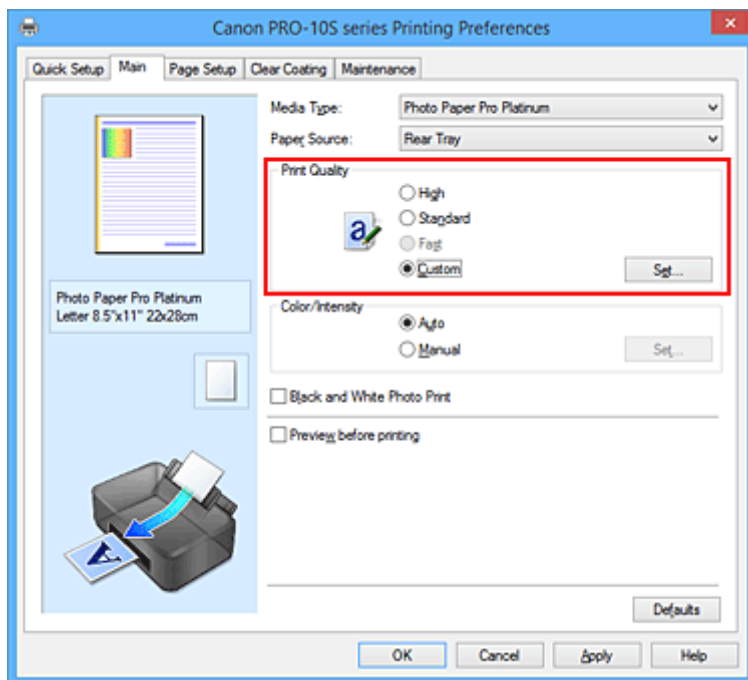 Canon PRO-10S series Printing Preferences
Quick Setup Main Page Setup Clear Coating Maintenance
Media Type: Photo Paper Pro Platinum
Paper Source: Rear Tray
Print Quality
High
Standard
a
Fast
Custom Set...
Photo Paper Pro Platinum
Letter 8.5"x11" 22x28cm
Color/Intensity
Auto
Manual Set...
Black and White Photo Print
Preview before printing
A
Defaults
OK Cancel Apply Help